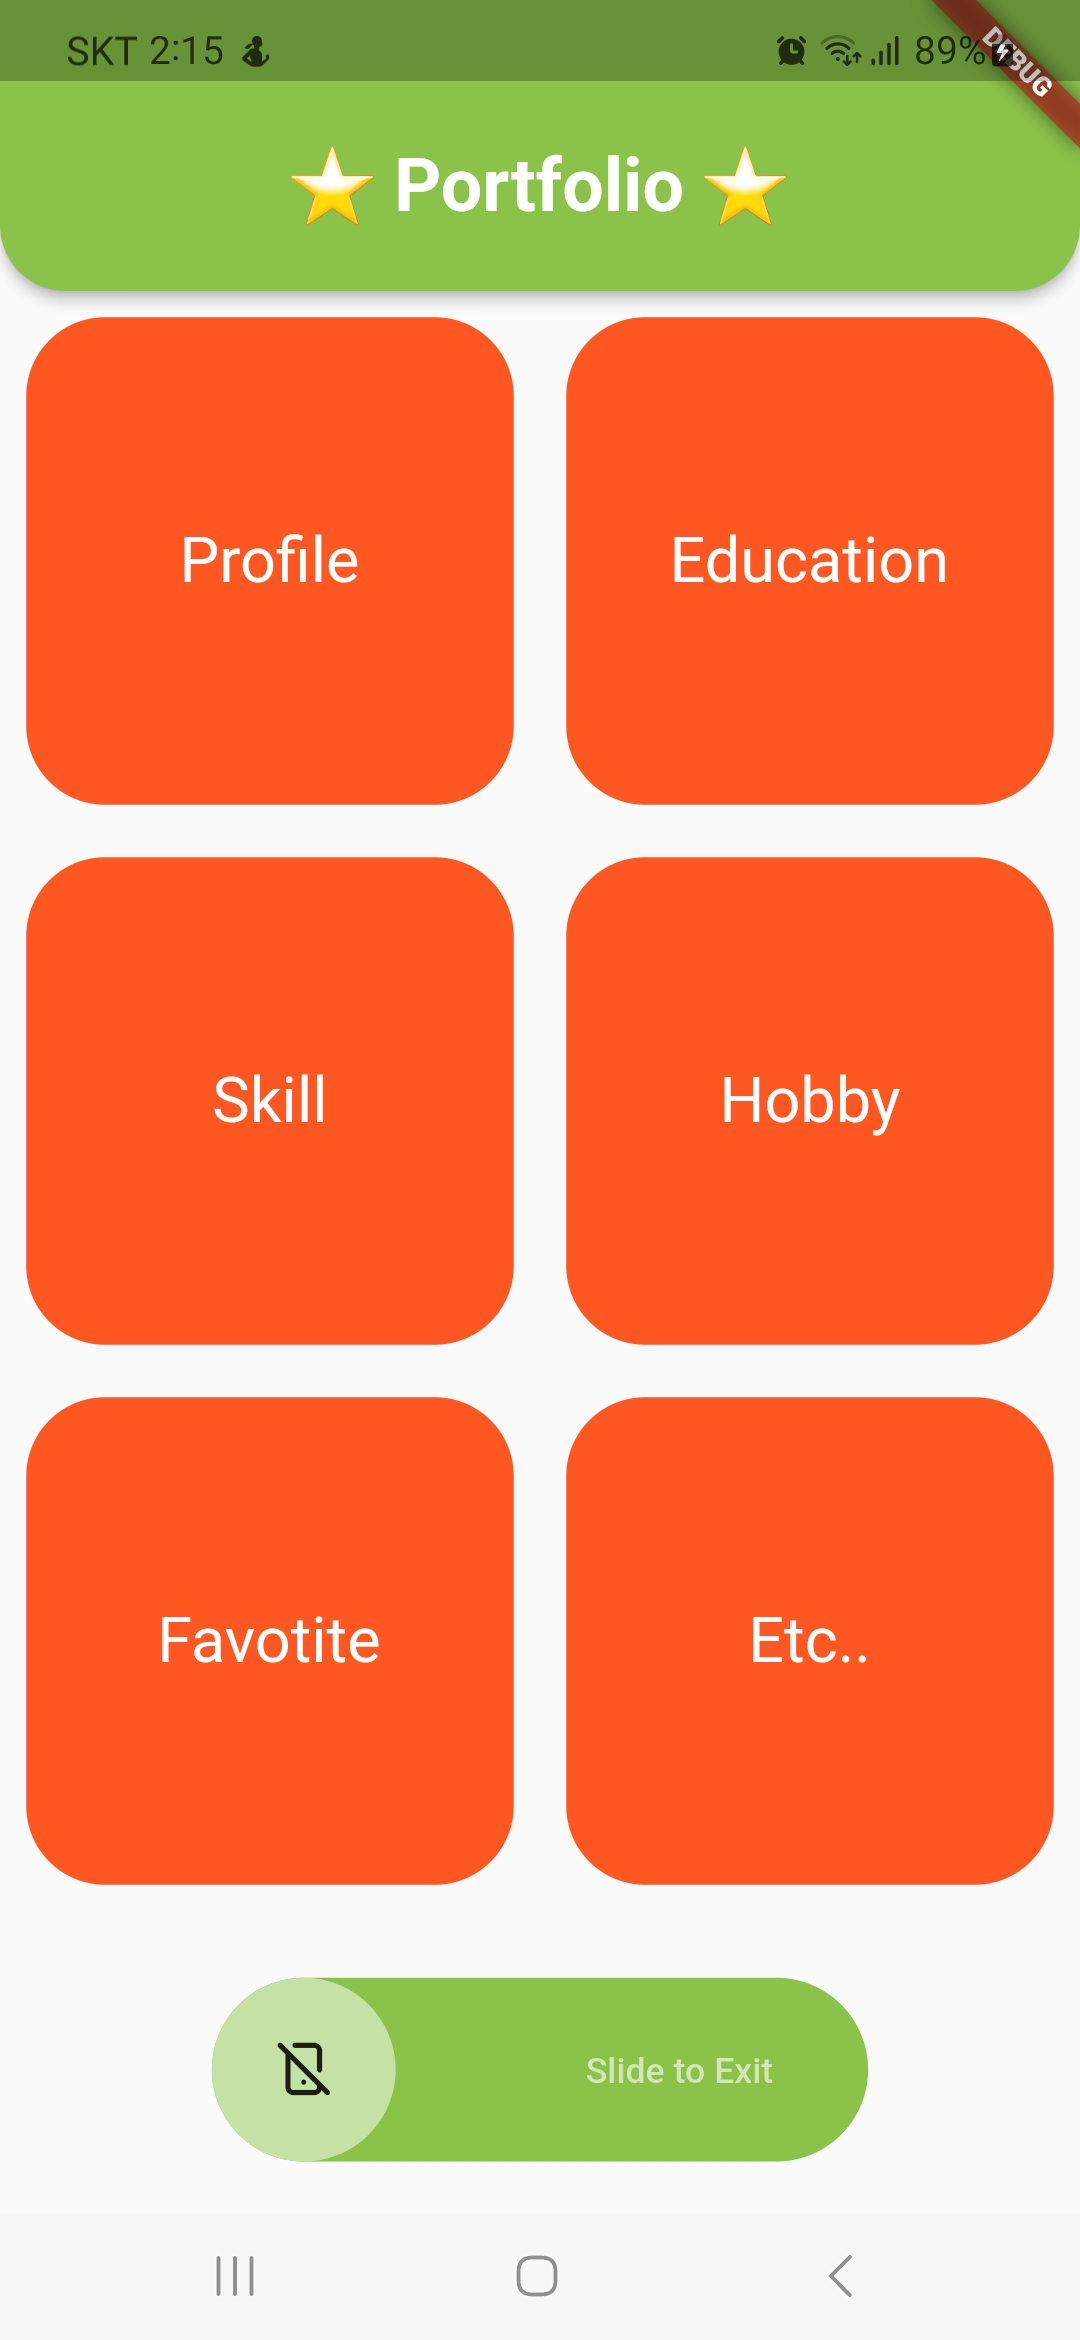 SKT 2:15 89%
DEBUG
⭐ Portfolio ⭐
Profile Education
Skill Hobby
Favotite Etc..
Slide to Exit